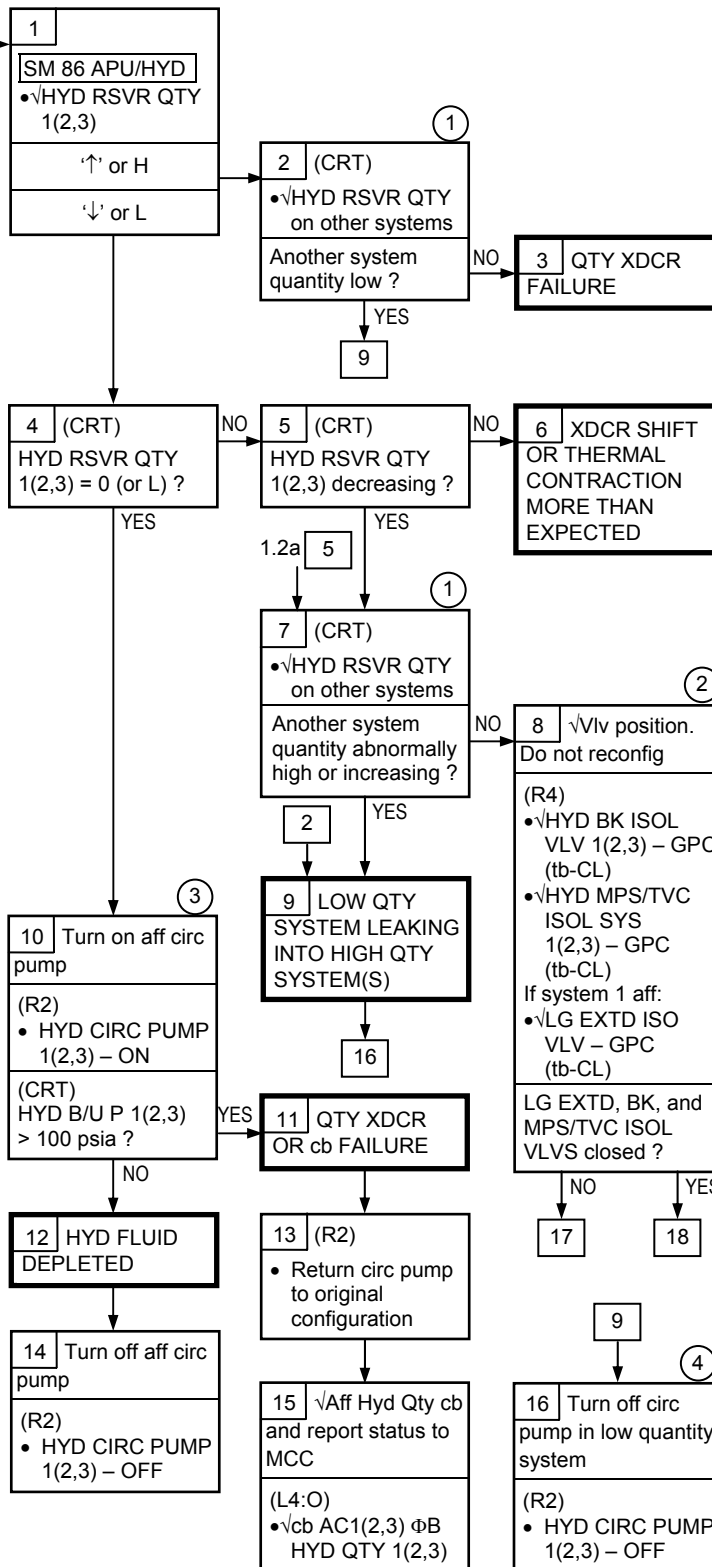 1
SM 86 APU/HYD
•√HYD RSVR QTY
1(2,3)
'↑' or H
'↓' or L
1
2 (CRT)
•√HYD RSVR QTY
on other systems
Another system
quantity low ?
NO
YES
9
3 QTY XDCR
FAILURE
4 (CRT)
HYD RSVR QTY
1(2,3) = 0 (or L) ?
NO
YES
5 (CRT)
HYD RSVR QTY
1(2,3) decreasing ?
NO
YES
6 XDCR SHIFT
OR THERMAL
CONTRACTION
MORE THAN
EXPECTED
1.2a 5
1
7 (CRT)
•√HYD RSVR QTY
on other systems
Another system
quantity abnormally
high or increasing ?
NO
YES
2
2
8 √Vlv position.
Do not reconfig
(R4)
•√HYD BK ISOL
VLV 1(2,3) – GPC
(tb-CL)
•√HYD MPS/TVC
ISOL SYS
1(2,3) – GPC
(tb-CL)
If system 1 aff:
•√LG EXTD ISO
VLV – GPC
(tb-CL)
LG EXTD, BK, and
MPS/TVC ISOL
VLVS closed ?
NO
YES
17
18
9 LOW QTY
SYSTEM LEAKING
INTO HIGH QTY
SYSTEM(S)
16
3
10 Turn on aff circ
pump
(R2)
• HYD CIRC PUMP
1(2,3) – ON
(CRT)
HYD B/U P 1(2,3)
> 100 psia ?
YES
NO
11 QTY XDCR
OR cb FAILURE
12 HYD FLUID
DEPLETED
13 (R2)
• Return circ pump
to original
configuration
14 Turn off aff circ
pump
(R2)
• HYD CIRC PUMP
1(2,3) – OFF
15 √Aff Hyd Qty cb
and report status to
MCC
(L4:O)
•√cb AC1(2,3) ΦB
HYD QTY 1(2,3)
9
4
16 Turn off circ
pump in low quantity
system
(R2)
• HYD CIRC PUMP
1(2,3) – OFF